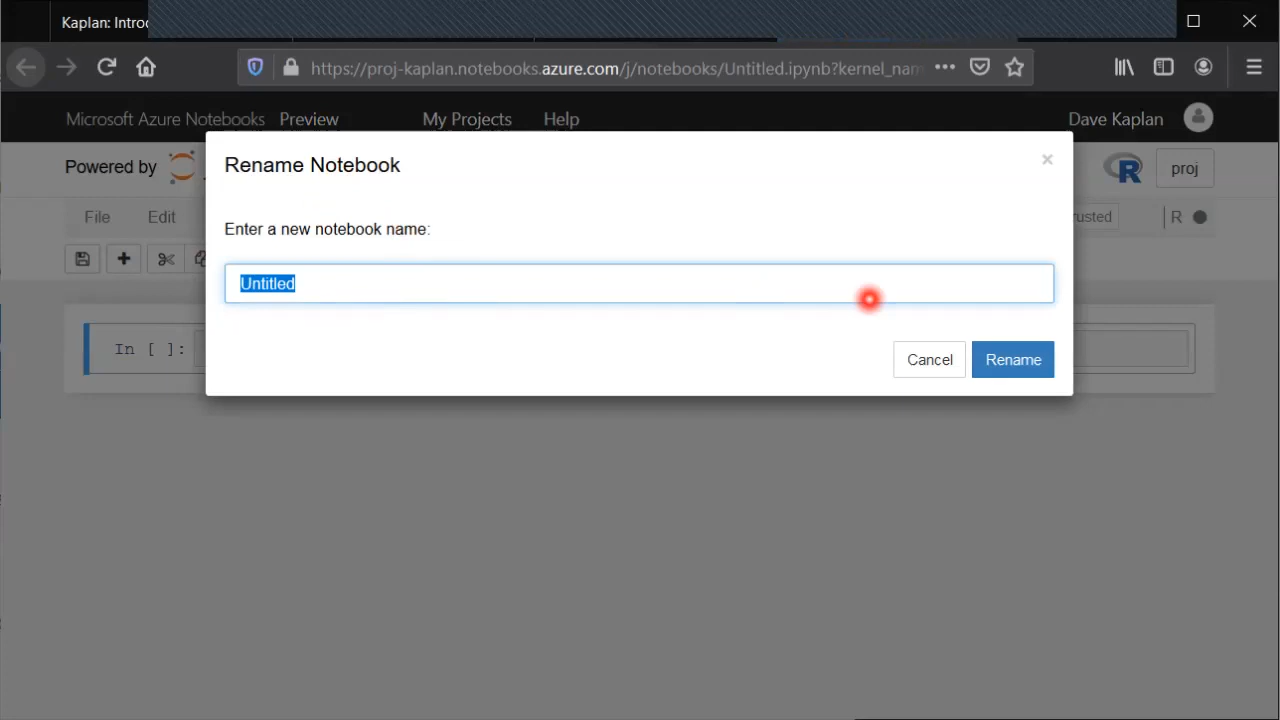 Kaplan: Introd
https://proj-kaplan.notebooks.azure.com/j/notebooks/Untitled.ipynb?kernel_nam
Microsoft Azure Notebooks Preview My Projects Help Dave Kaplan
Powered by R proj
Rename Notebook
×
Enter a new notebook name:
Untitled
Cancel Rename
File Edit rusted R
In [ ]: